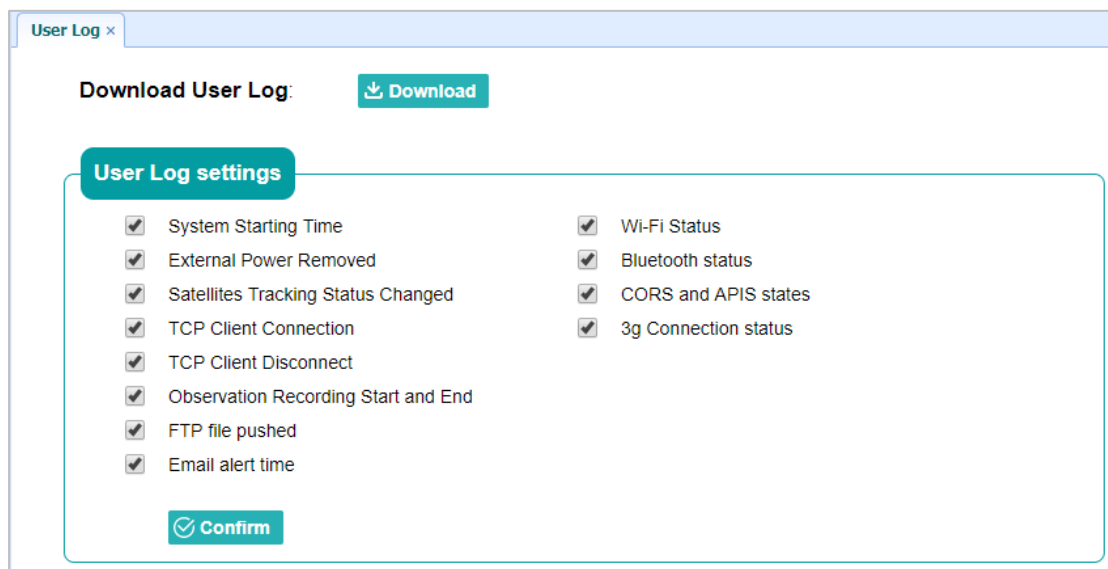 User Log ×
Download User Log:
Download
User Log settings
System Starting Time
External Power Removed
Satellites Tracking Status Changed
TCP Client Connection
TCP Client Disconnect
Observation Recording Start and End
FTP file pushed
Email alert time
Wi-Fi Status
Bluetooth status
CORS and APIS states
3g Connection status
Confirm